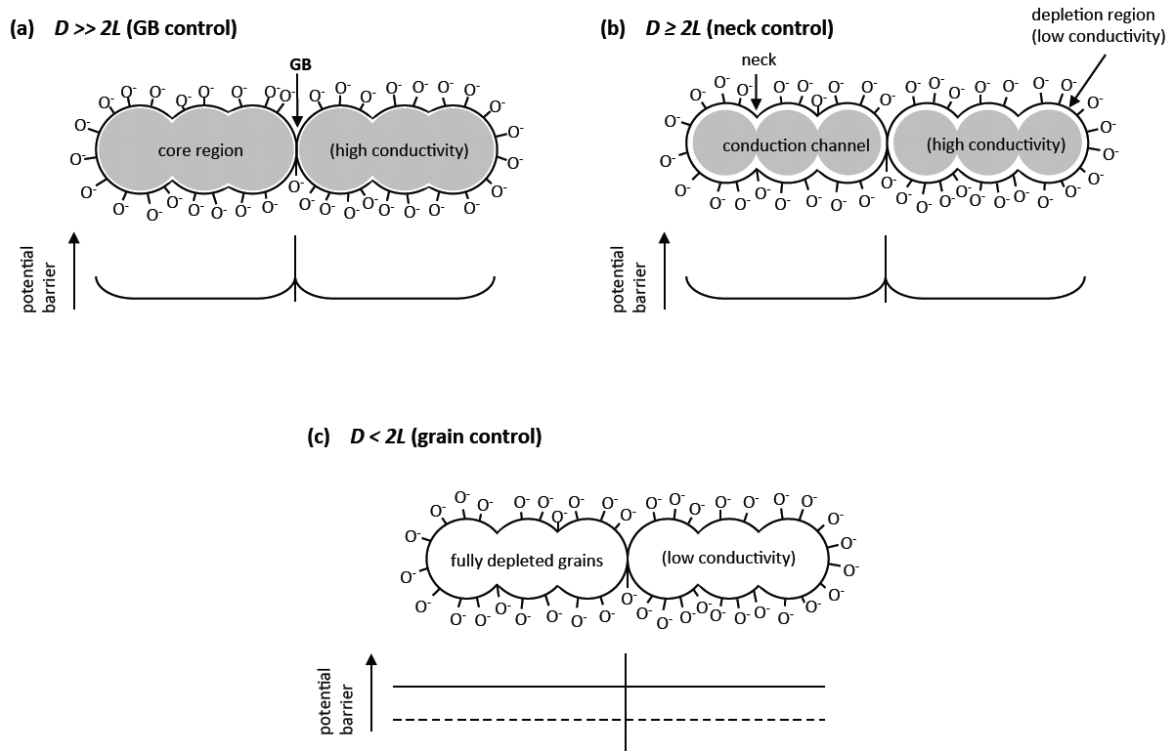 (a) D >> 2L (GB control)
GB
O- O- O- O- O- O- O- O- O- O- O- O- O- O- O- O-
O- O-
core region
(high conductivity)
O- O-
O- O- O-
O- O- O- O- O- O- O- O- O- O- O- O- O- O-
potential
barrier
(b) D ≥ 2L (neck control)
depletion region
(low conductivity)
neck
O- O- O- O- O- O- O- O- O- O- O- O- O- O- O- O-
O- O-
conduction channel
(high conductivity)
O- O-
O- O- O-
O- O- O- O- O- O- O- O- O- O- O- O- O- O- O-
potential
barrier
(c) D < 2L (grain control)
O- O- O- O- O- O- O- O- O- O- O- O- O- O- O- O- O-
O- O-
fully depleted grains
(low conductivity)
O- O-
O- O- O-
O- O- O- O- O- O- O- O- O- O- O- O- O- O- O- O-
potential
barrier